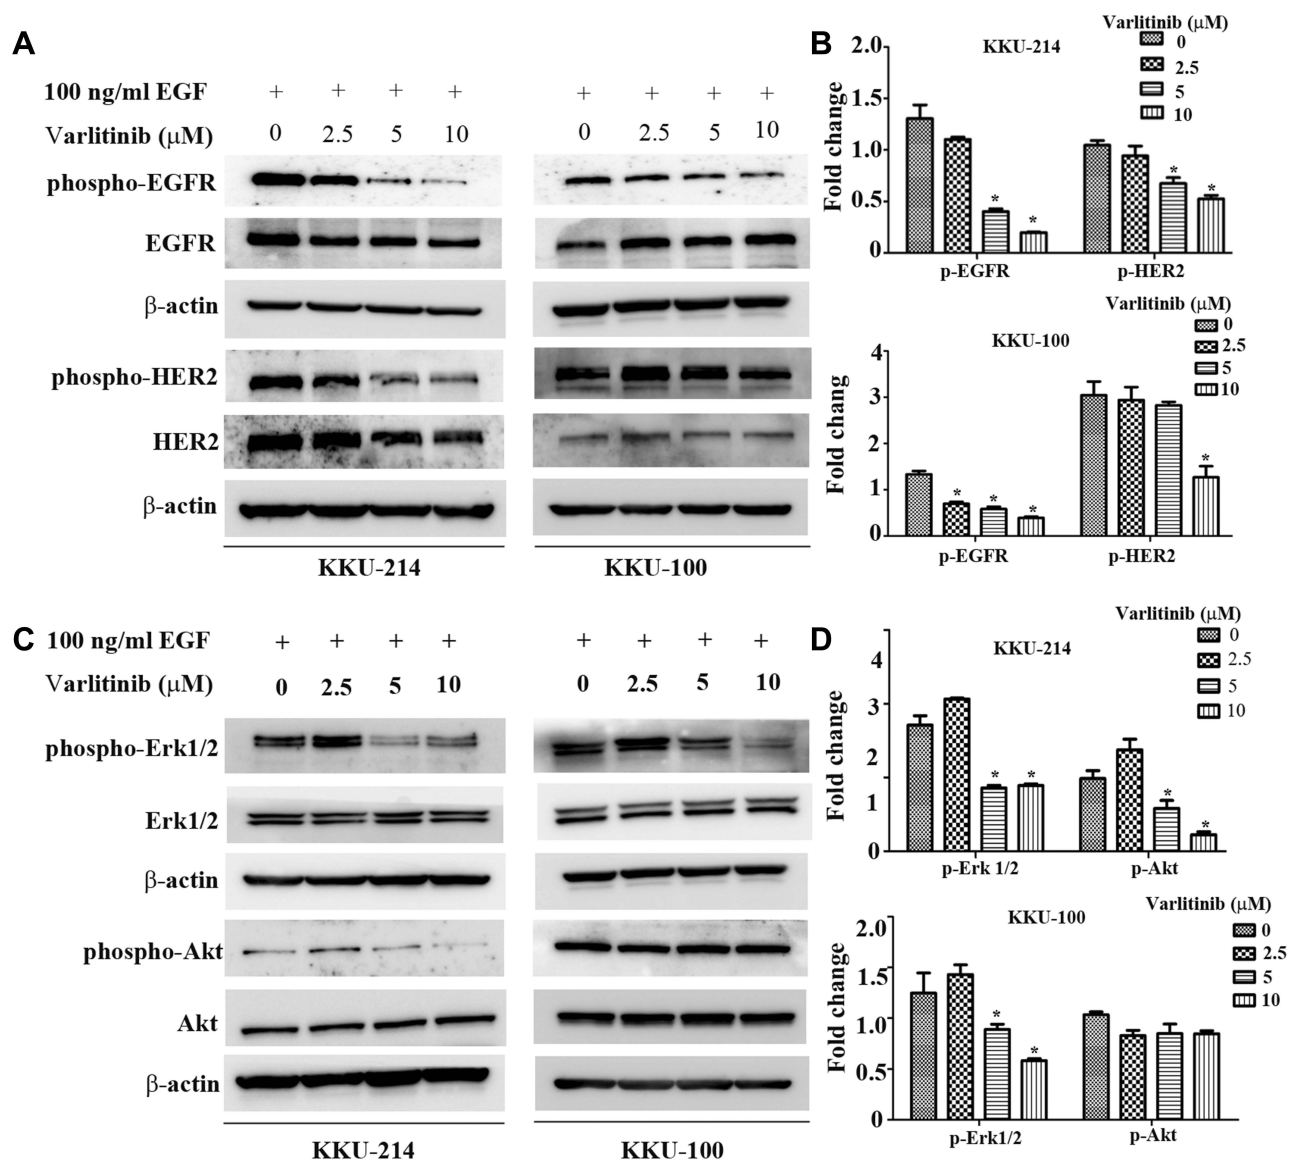 A
100 ng/ml EGF + + + + + + + +
Varlitinib (μM) 0 2.5 5 10 0 2.5 5 10
phospho-EGFR
EGFR
β-actin
phospho-HER2
HER2
β-actin
KKU-214 KKU-100
B
Varlitinib (μM)
KKU-214
0
2.5
5
10
Fold change
2.0
1.5
1.0
0.5
0
* * * *
p-EGFR p-HER2
Varlitinib (μM)
KKU-100
0
2.5
5
10
Fold chang
4
3
2
1
0
* * * *
p-EGFR p-HER2
C
100 ng/ml EGF + + + + + + + +
Varlitinib (μM) 0 2.5 5 10 0 2.5 5 10
phospho-Erk1/2
Erk1/2
β-actin
phospho-Akt
Akt
β-actin
KKU-214 KKU-100
D
Varlitinib (μM)
KKU-214
0
2.5
5
10
Fold change
4
3
2
1
0
* * * *
p-Erk 1/2 p-Akt
Varlitinib (μM)
KKU-100
0
2.5
5
10
Fold change
2.0
1.5
1.0
0.5
0
* *
p-Erk1/2 p-Akt